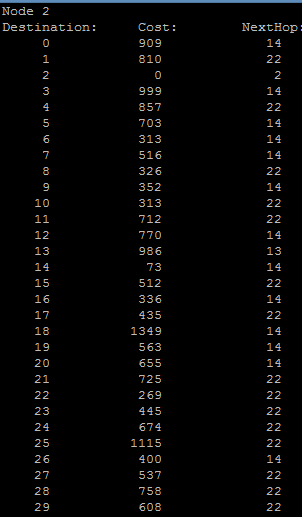 Node 2
Destination: Cost: NextHop:
0 909 14
1 810 22
2 0 2
3 999 14
4 857 22
5 703 14
6 313 14
7 516 14
8 326 22
9 352 14
10 313 22
11 712 22
12 770 14
13 986 13
14 73 14
15 512 22
16 336 14
17 435 22
18 1349 14
19 563 14
20 655 14
21 725 22
22 269 22
23 445 22
24 674 22
25 1115 22
26 400 14
27 537 22
28 758 22
29 608 22